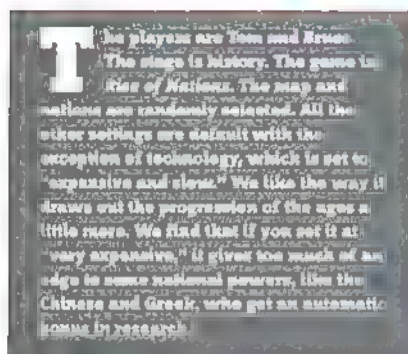 The players are Tom and Bruce.
The stage is history. The game is
Rise of Nations. The map and
nations are randomly selected. All the
other settings are default with the
exception of technology, which is set to
"expensive and slow." We like the way it
draws out the progression of the ages a
little more. We find that if you set it at
"very expensive," it gives too much of an
edge to some national powers, like the
Chinese and Greek, who get an automatic
bonus in research.